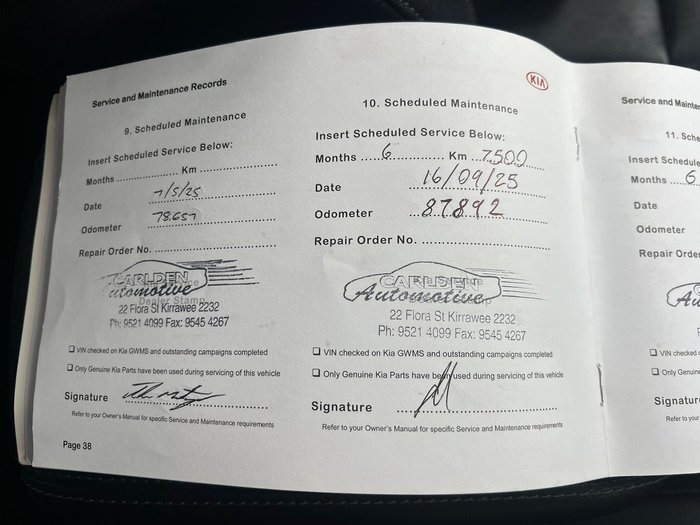 Service and Maintenance Records
9. Scheduled Maintenance
Insert Scheduled Service Below:
Months .................. Km ......................
Date 7/5/25
Odometer 78657
Repair Order No. ..............................
CARLDEN
Automotive
Dealer Stamp
22 Flora St Kirrawee 2232
Ph: 9521 4099 Fax: 9545 4267
❑ VIN checked on Kia GWMS and outstanding campaigns completed
❑ Only Genuine Kia Parts have been used during servicing of this vehicle
Signature
Refer to your Owner's Manual for specific Service and Maintenance requirements
Page 38
KIA
10. Scheduled Maintenance
Insert Scheduled Service Below:
Months 6 Km 7500
Date 16/09/25
Odometer 87892
Repair Order No. ..............................
Automotive
22 Flora St Kirrawee 2232
Ph: 9521 4099 Fax: 9545 4267
❑ VIN checked on Kia GWMS and outstanding campaigns completed
❑ Only Genuine Kia Parts have been used during servicing of this vehicle
Signature
Refer to your Owner's Manual for specific Service and Maintenance requirements
Service and Mainte
11. Sche
Insert Schedule
Months 6
Date
Odometer
Repair Order
Au
❑ VIN checked
❑ Only Genuin
Signatur
Refer to your